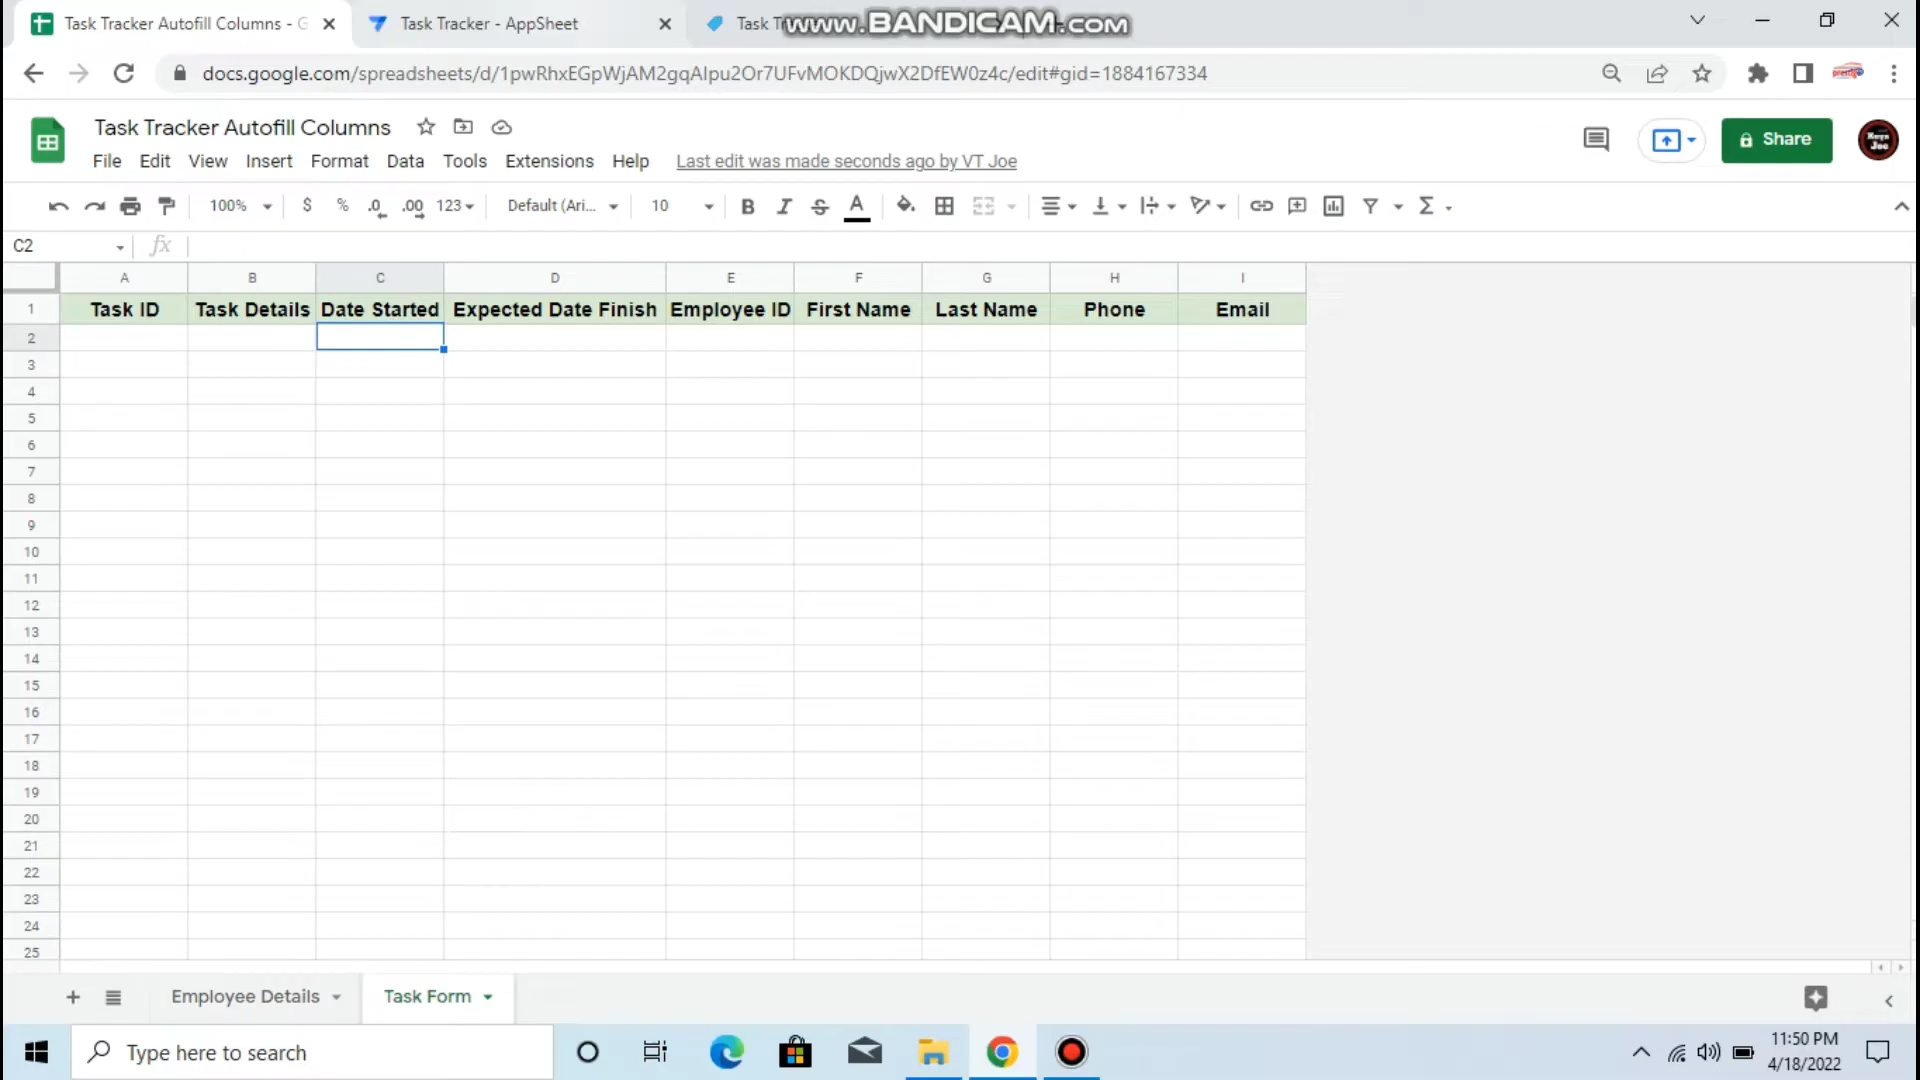 Task Tracker Autofill Columns - G
Task Tracker - AppSheet
www.BANDICAM.com
docs.google.com/spreadsheets/d/1pwRhxEGpWjAM2gqAIpu2Or7UFvMOKDQjwX2DfEW0z4c/edit#gid=1884167334
Task Tracker Autofill Columns
File Edit View Insert Format Data Tools Extensions Help Last edit was made seconds ago by VT Joe
Share
100% $ % .0 .00 123 Default (Ari... 10 B I S A
C2 fx
A B C D E F G H I
1 Task ID Task Details Date Started Expected Date Finish Employee ID First Name Last Name Phone Email
2
3
4
5
6
7
8
9
10
11
12
13
14
15
16
17
18
19
20
21
22
23
24
25
Employee Details Task Form
Type here to search
11:50 PM
4/18/2022